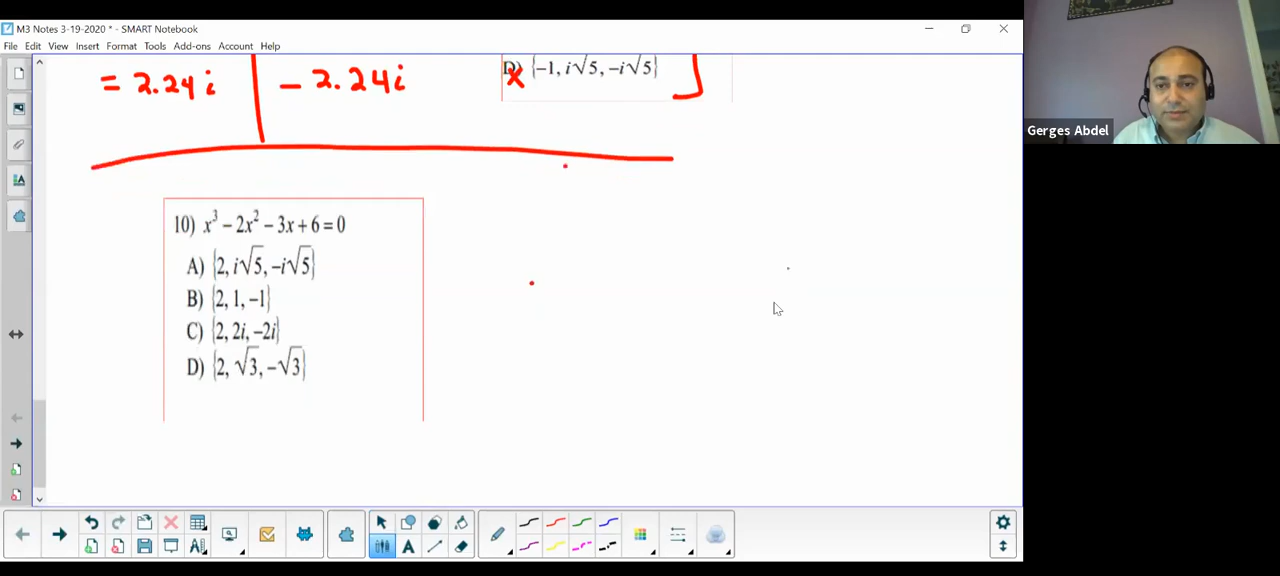 M3 Notes 3-19-2020 * - SMART Notebook
File Edit View Insert Format Tools Add-ons Account Help
= 2.24 i
- 2.24 i
D) {−1, i√5, −i√5}
x
Gerges Abdel
10) x³ − 2x² − 3x + 6 = 0
A) {2, i√5, −i√5}
B) {2, 1, −1}
C) {2, 2i, −2i}
D) {2, √3, −√3}